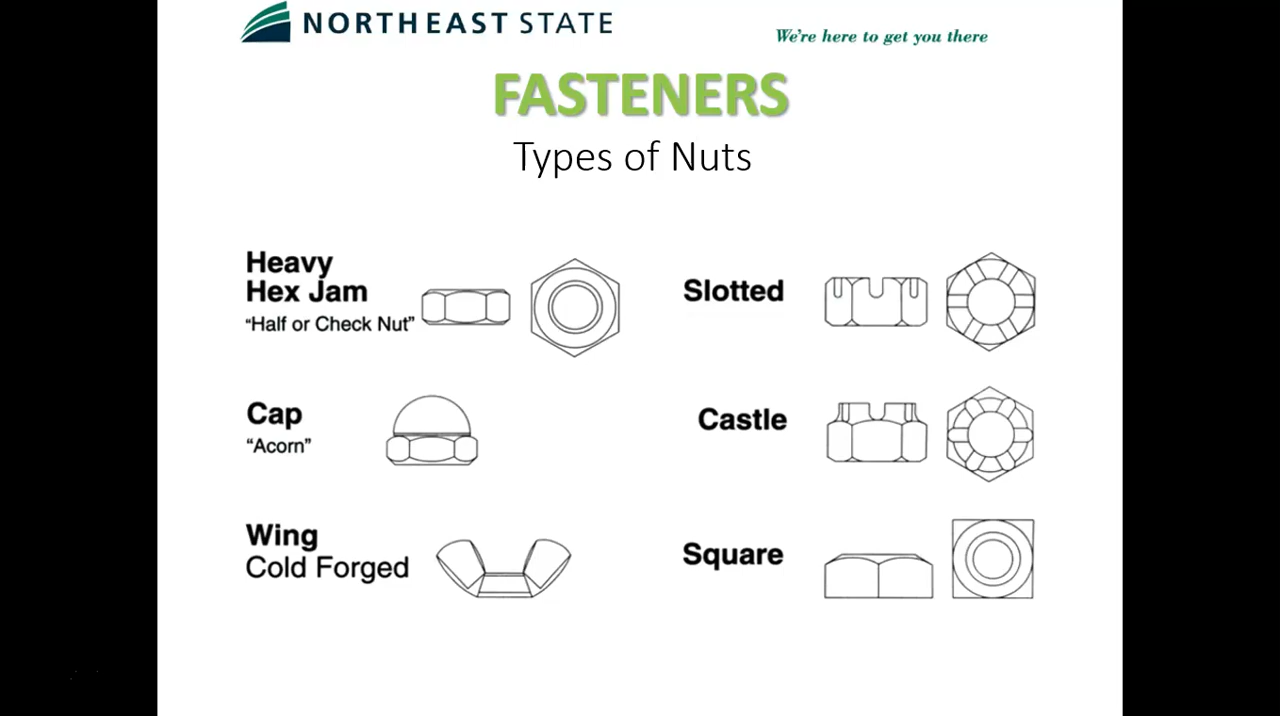 NORTHEAST STATE
We're here to get you there
FASTENERS
Types of Nuts
Heavy
Hex Jam
"Half or Check Nut"
Cap
"Acorn"
Wing
Cold Forged
Slotted
Castle
Square